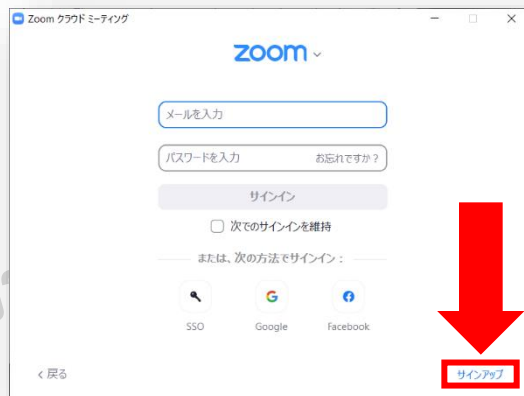 Zoom クラウド ミーティング
zoom
メールを入力
パスワードを入力 お忘れですか？
サインイン
次でのサインインを維持
または、次の方法でサインイン：
SSO Google Facebook
< 戻る サインアップ